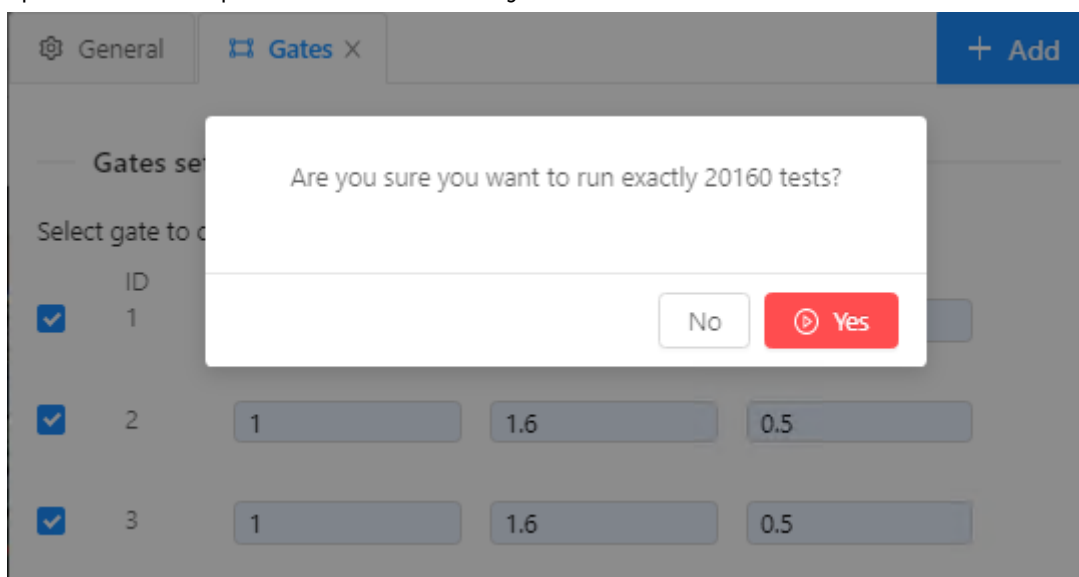 General
Gates
+ Add
Gates se
Are you sure you want to run exactly 20160 tests?
Select gate to
ID
1
No
Yes
2 1 1.6 0.5
3 1 1.6 0.5